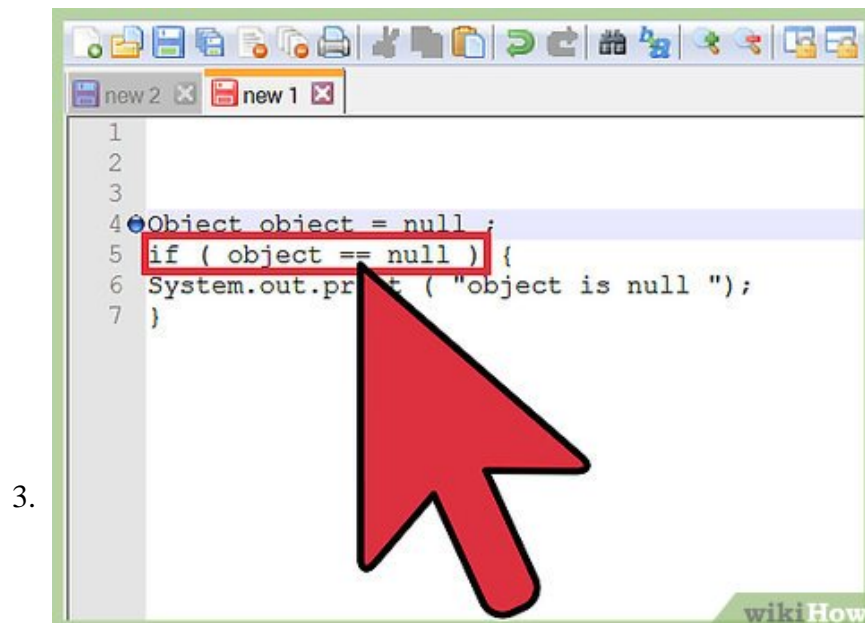 new 2 new 1
1
2
3
4 Object object = null ;
5 if ( object == null ) {
6 System.out.pr t ( "object is null ");
7 }
3.
wikiHow